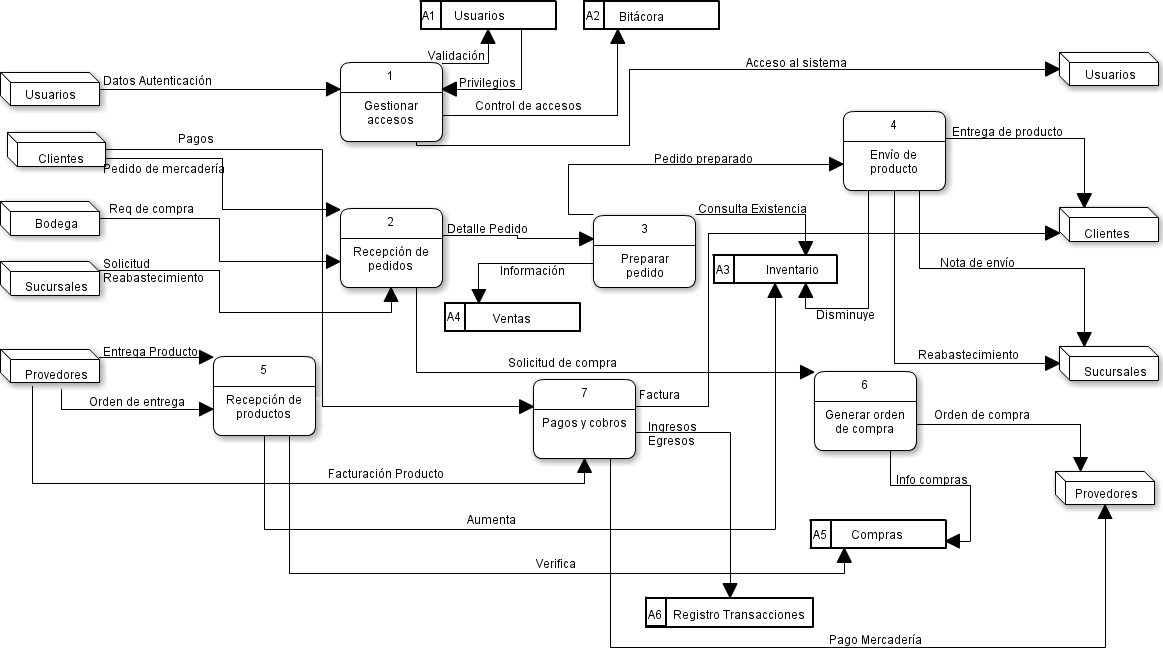 A1 Usuarios
A2 Bitácora
Validación
Acceso al sistema
Usuarios
Datos Autenticación
1
Gestionar
accesos
Privilegios
Usuarios
Control de accesos
4
Envío de
producto
Entrega de producto
Pagos
Clientes
Pedido de mercadería
Pedido preparado
Req de compra
Bodega
2
Recepción de
pedidos
Detalle Pedido
3
Preparar
pedido
Consulta Existencia
Clientes
Solicitud
Reabastecimiento
Sucursales
Información
A3 Inventario
Nota de envío
A4 Ventas
Disminuye
Entrega Producto
Provedores
5
Recepción de
productos
Orden de entrega
Solicitud de compra
Reabastecimiento
Sucursales
7
Pagos y cobros
Factura
6
Generar orden
de compra
Orden de compra
Ingresos
Egresos
Facturación Producto
Info compras
Provedores
Aumenta
A5 Compras
Verifica
A6 Registro Transacciones
Pago Mercadería